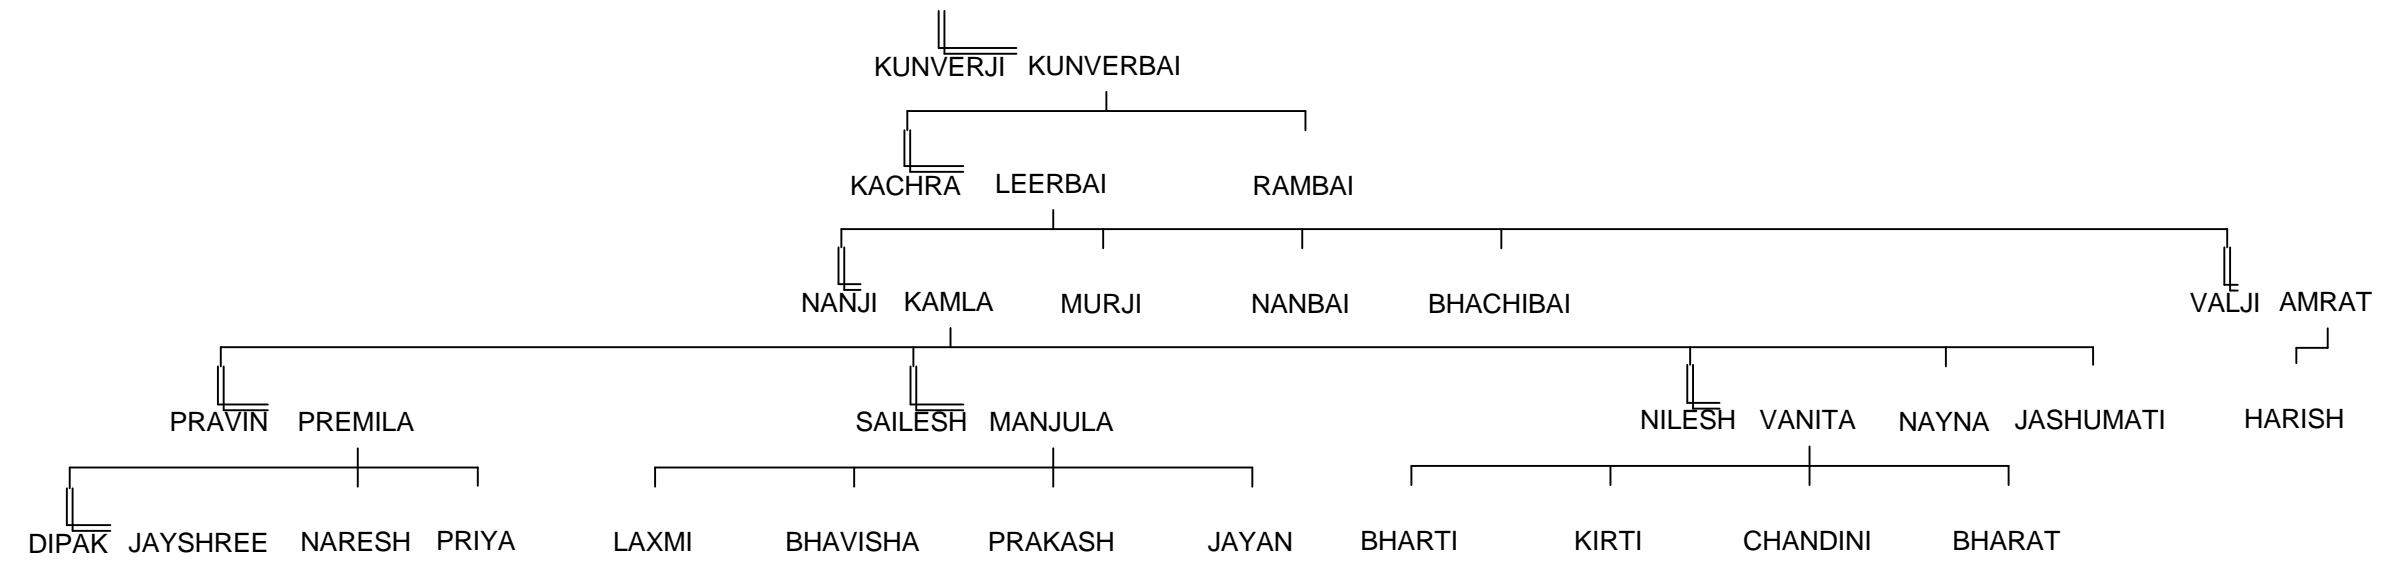 KUNVERJI KUNVERBAI
KACHRA LEERBAI RAMBAI
NANJI KAMLA MURJI NANBAI BHACHIBAI VALJI AMRAT
PRAVIN PREMILA SAILESH MANJULA NILESH VANITA NAYNA JASHUMATI HARISH
DIPAK JAYSHREE NARESH PRIYA LAXMI BHAVISHA PRAKASH JAYAN BHARTI KIRTI CHANDINI BHARAT